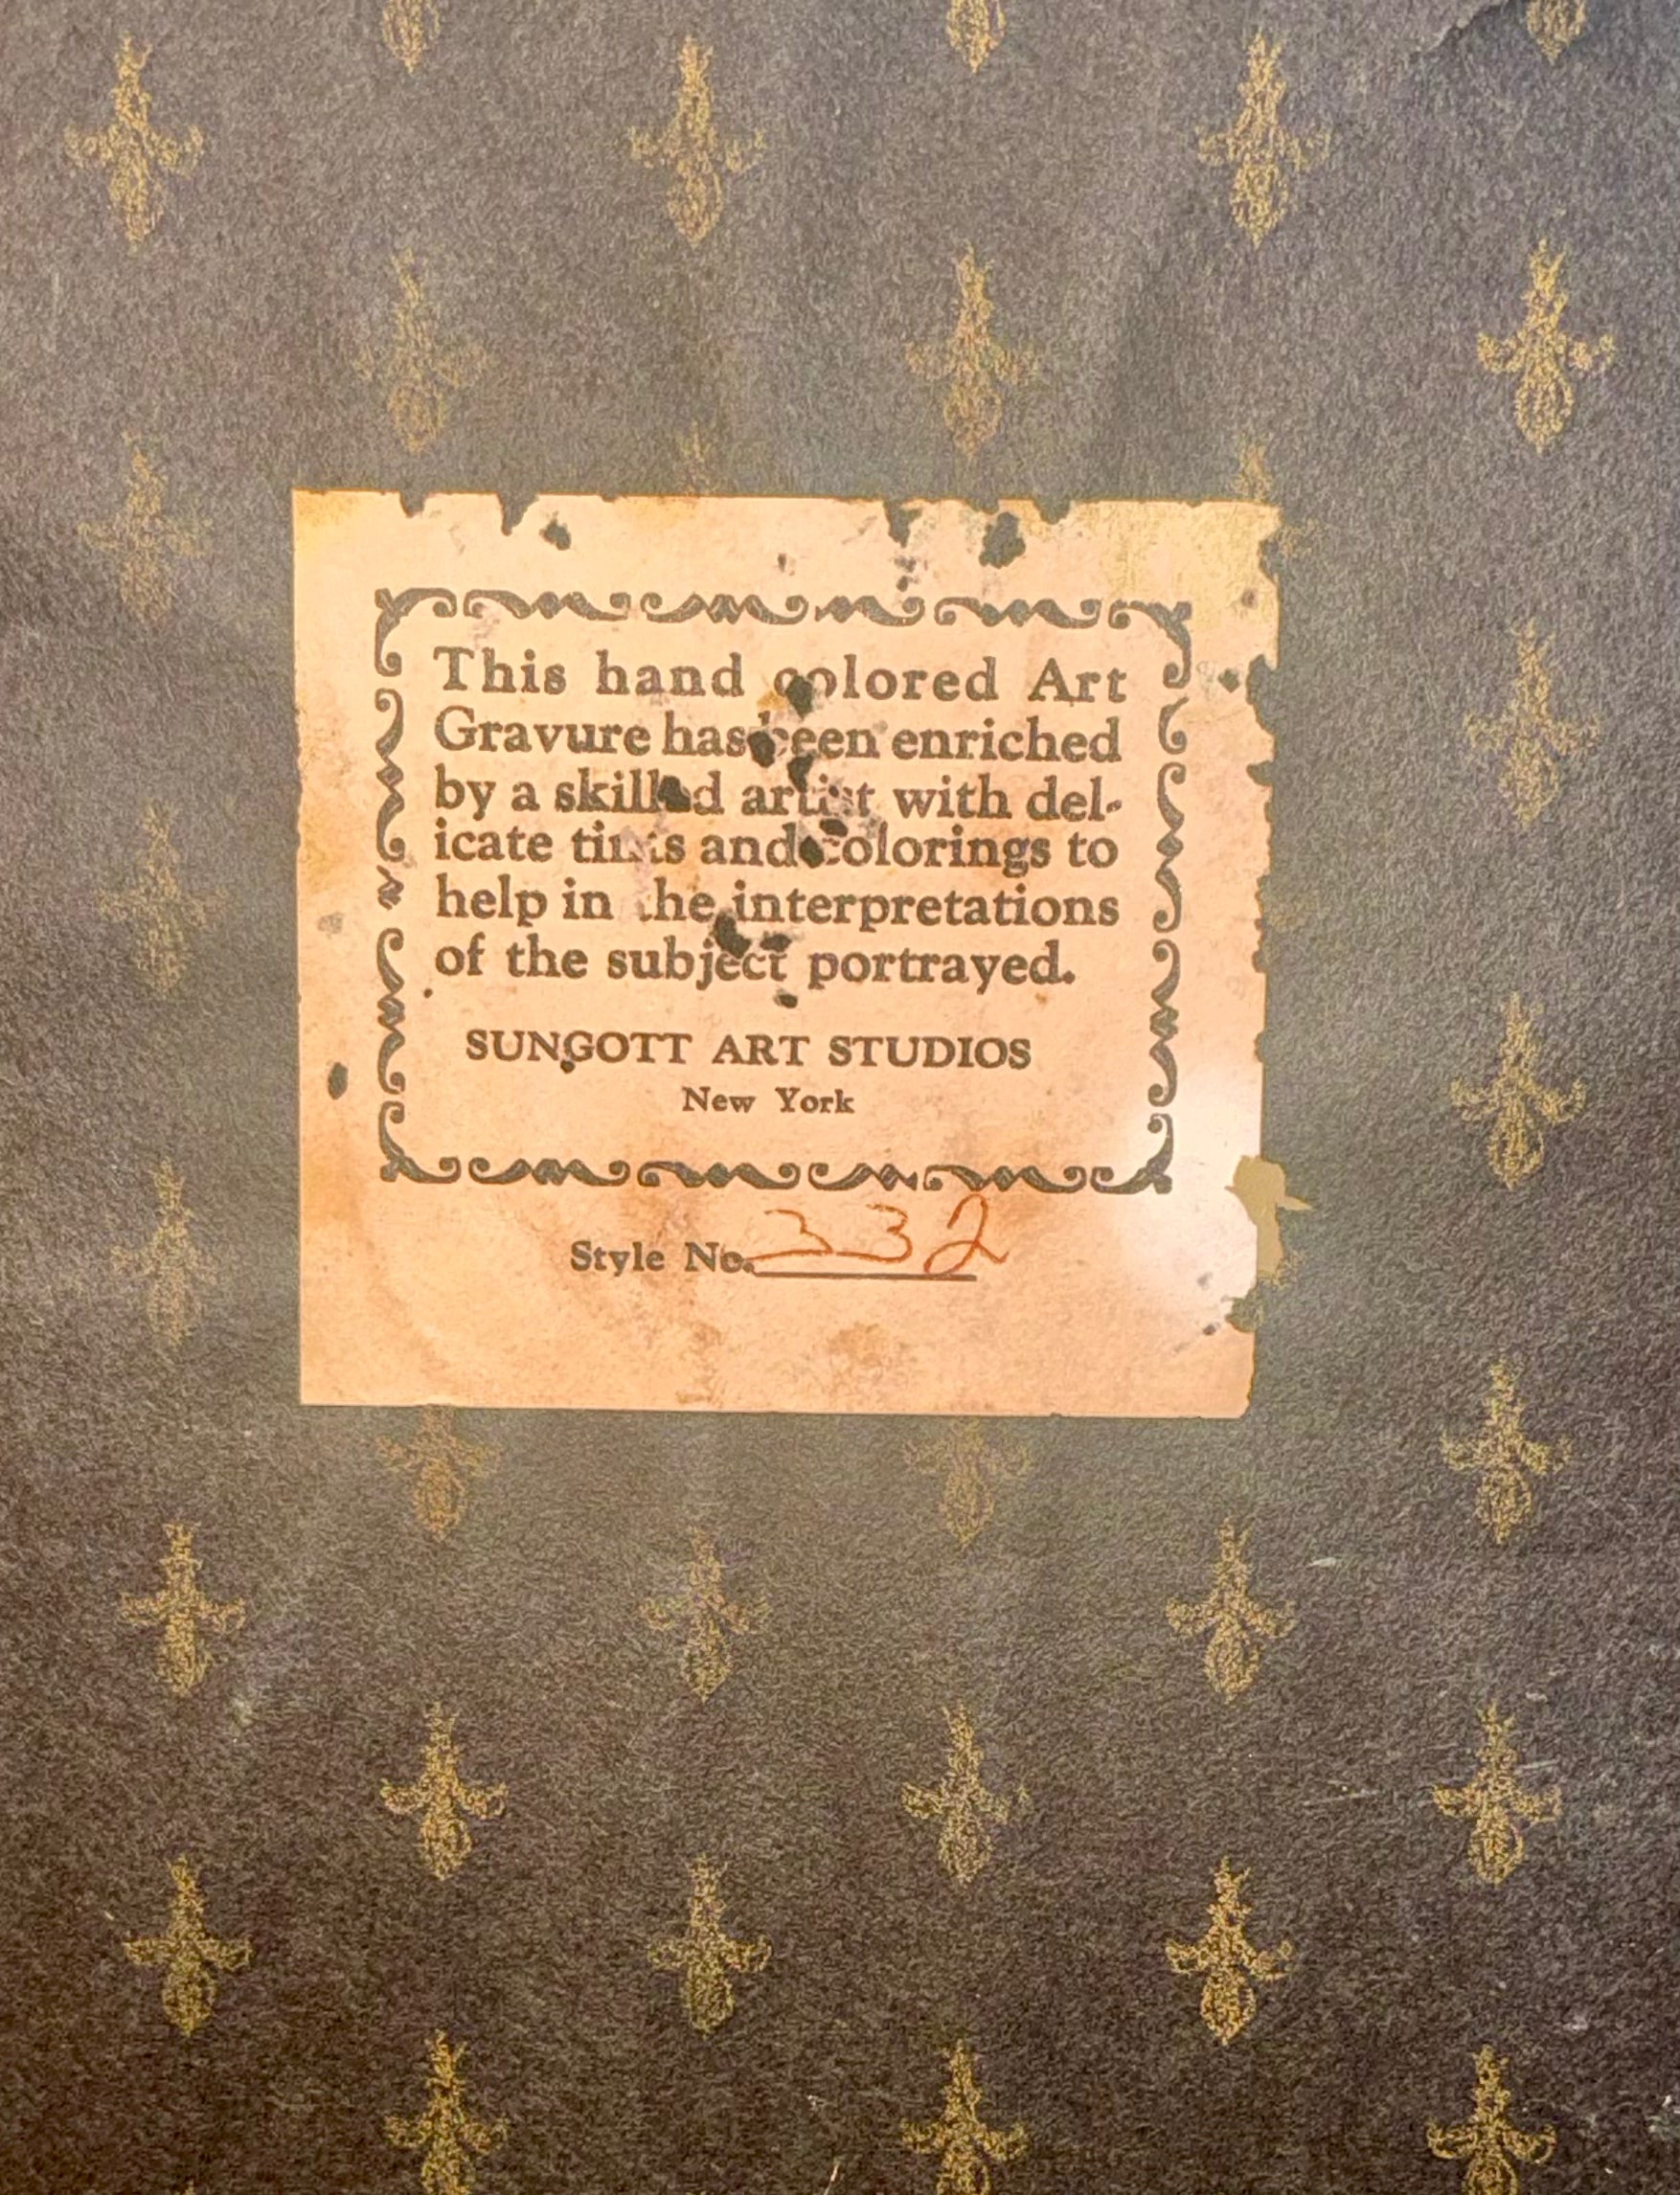 This hand colored Art
Gravure has been enriched
by a skilled artist with del-
icate tints and colorings to
help in the interpretations
of the subject portrayed.
SUNGOTT ART STUDIOS
New York
Style No. 332